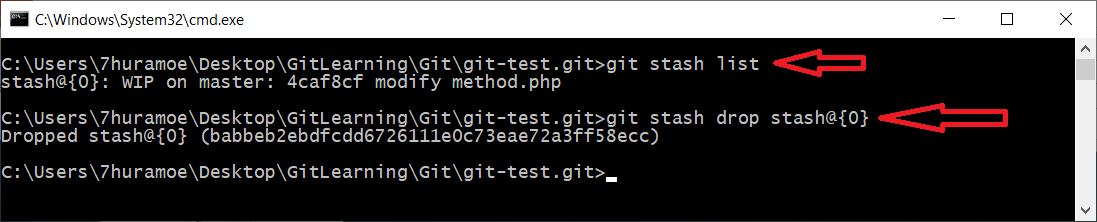 C:\Windows\System32\cmd.exe
C:\Users\7huramoe\Desktop\GitLearning\Git\git-test.git>git stash list
stash@{0}: WIP on master: 4caf8cf modify method.php
C:\Users\7huramoe\Desktop\GitLearning\Git\git-test.git>git stash drop stash@{0}
Dropped stash@{0} (babbeb2ebdfcdd6726111e0c73eae72a3ff58ecc)
C:\Users\7huramoe\Desktop\GitLearning\Git\git-test.git>